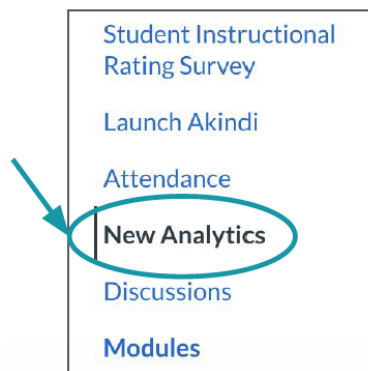 Student Instructional
Rating Survey
Launch Akindi
Attendance
New Analytics
Discussions
Modules